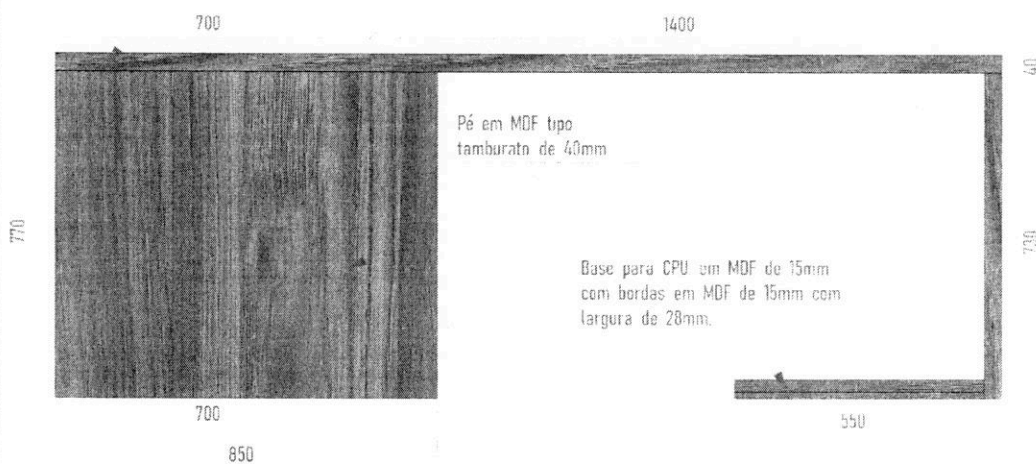 700
1400
40
Pé em MDF tipo
tamburato de 40mm
770
730
Base para CPU em MDF de 15mm
com bordas em MDF de 15mm com
largura de 28mm.
700
550
850